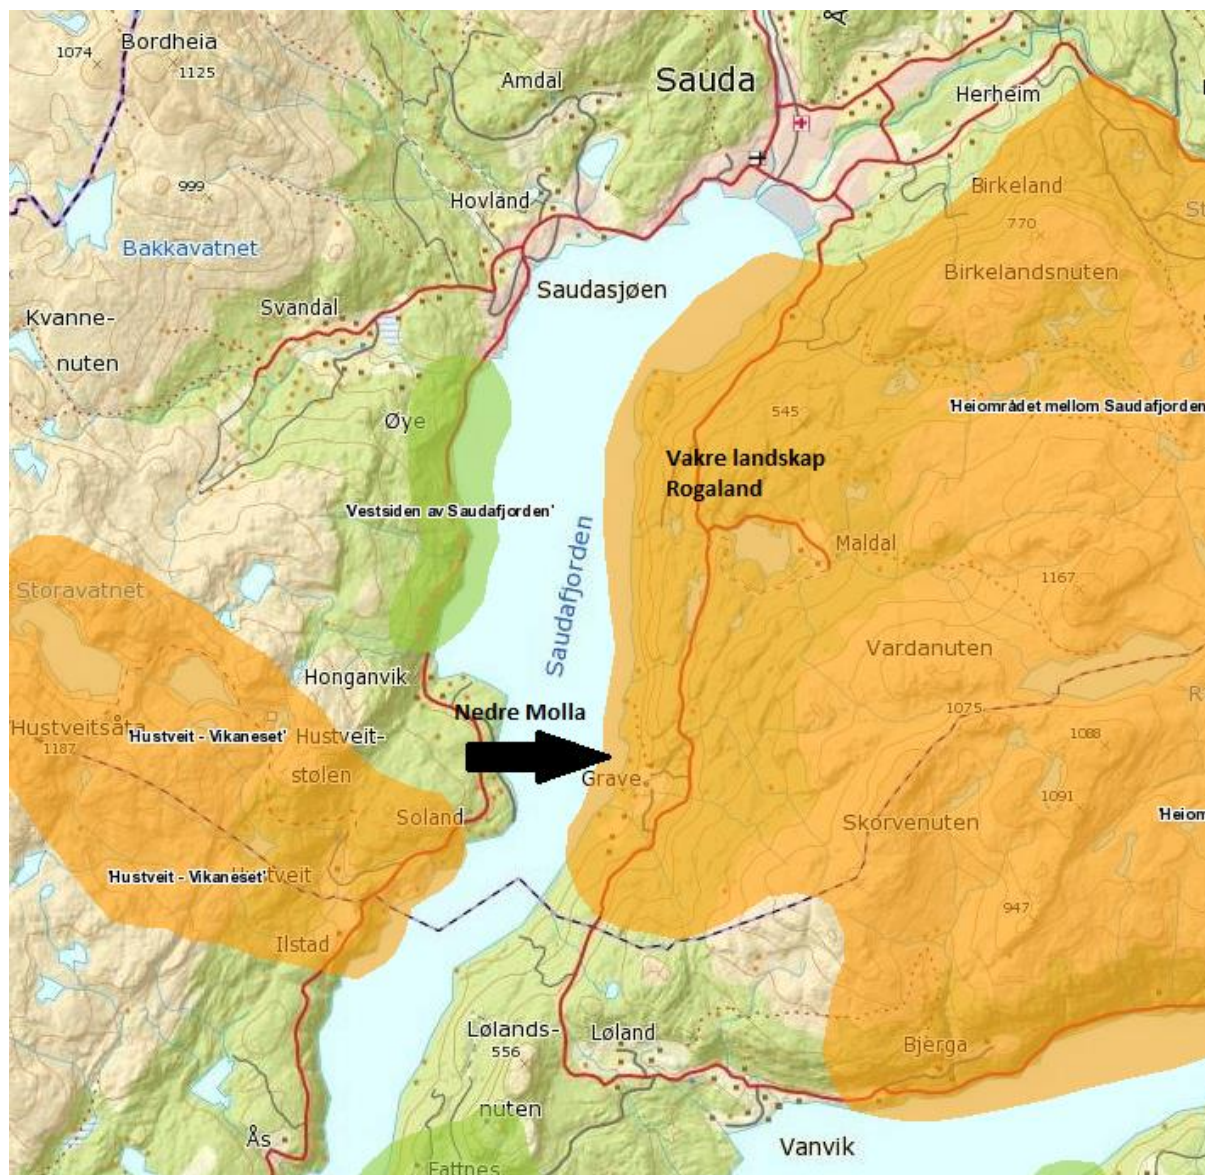 Bordheia
1074
1125
Amdal
Sauda
Herheim
999
Hovland
Birkeland
770
Bakkavatnet
Birkelandsnuten
Saudasjøen
Svandal
Kvanne-
nuten
545
'Heiområdet mellom Saudafjorden
Øye
Vakre landskap
Rogaland
'Vestsiden av Saudafjorden'
Saudafjorden
Maldal
Storavatnet
1167
Vardanuten
Honganvik
Nedre Molla
1075
Hustveitsåta
1187
'Hustveit - Vikaneset'
Hustveit-
stølen
1088
Grave
1091
Soland
Skorvenuten
'Heiom
'Hustveit - Vikaneset'
947
Ilstad
Lølands-
nuten
556
Løland
Bjerga
Ås
Vanvik
Fattnes